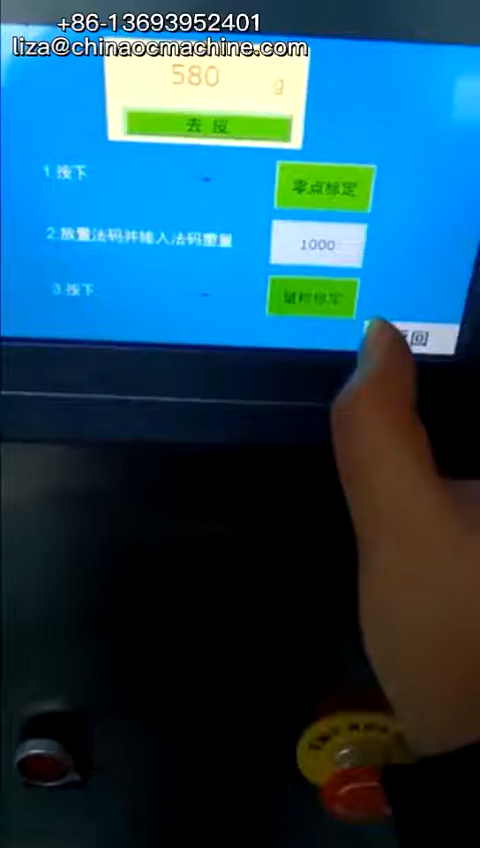 +86-13693952401
liza@chinaocmachine.com
580 g
去皮
1.按下 零点标定
2.放置法码并输入法码重量 1000
3.按下 量程标定
返回